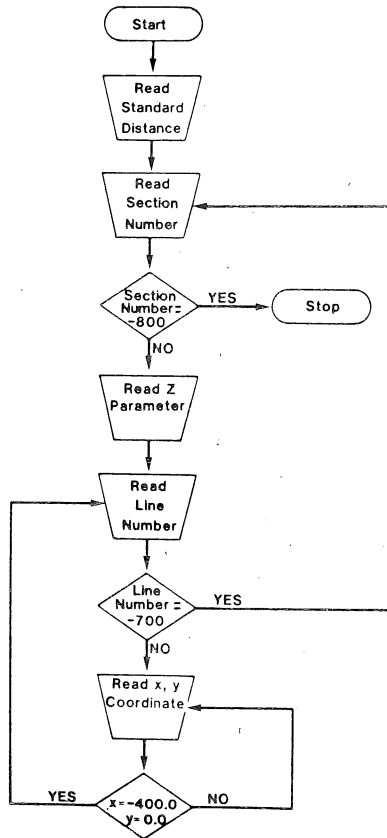 Start
Read
Standard
Distance
Read
Section
Number
Section
Number=
-800
YES
Stop
NO
Read Z
Parameter
Read
Line
Number
Line
Number =
-700
YES
NO
Read x, y
Coordinate
YES
x=-400.0
y=0.0
NO